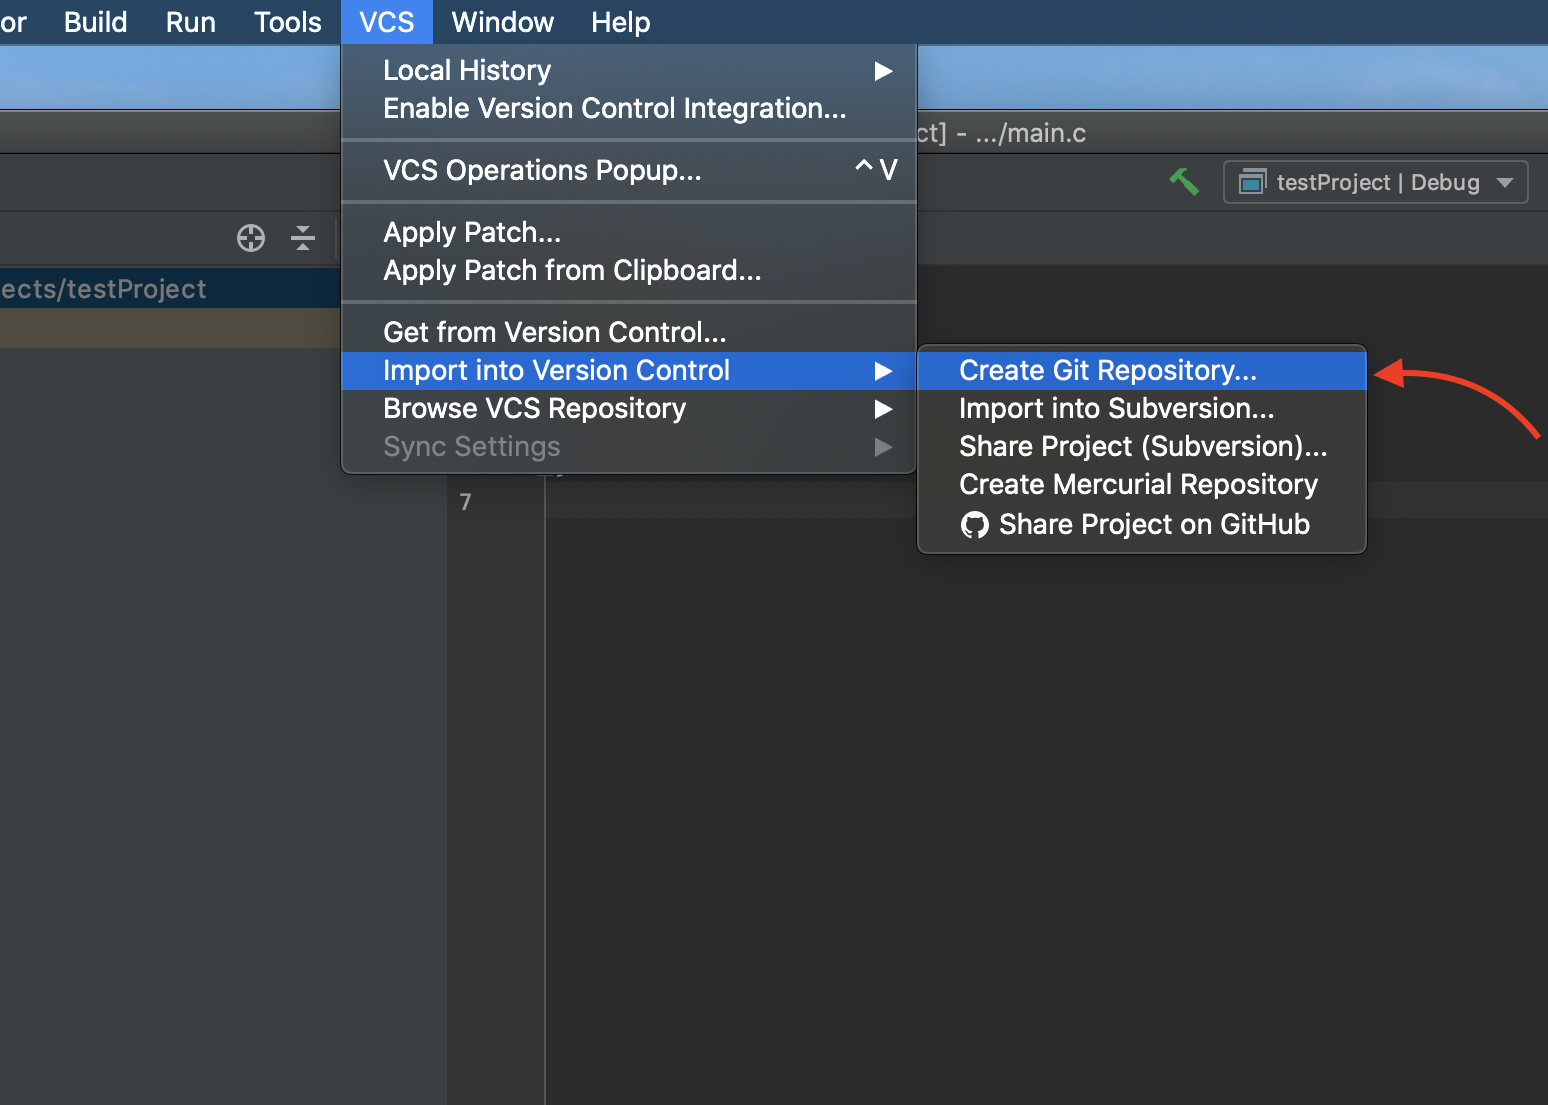 or Build Run Tools VCS Window Help
Local History
Enable Version Control Integration...
ct] - .../main.c
VCS Operations Popup... ^ V
testProject | Debug
Apply Patch...
Apply Patch from Clipboard...
ects/testProject
Get from Version Control...
Import into Version Control
Browse VCS Repository
Sync Settings
Create Git Repository...
Import into Subversion...
Share Project (Subversion)...
Create Mercurial Repository
Share Project on GitHub
7